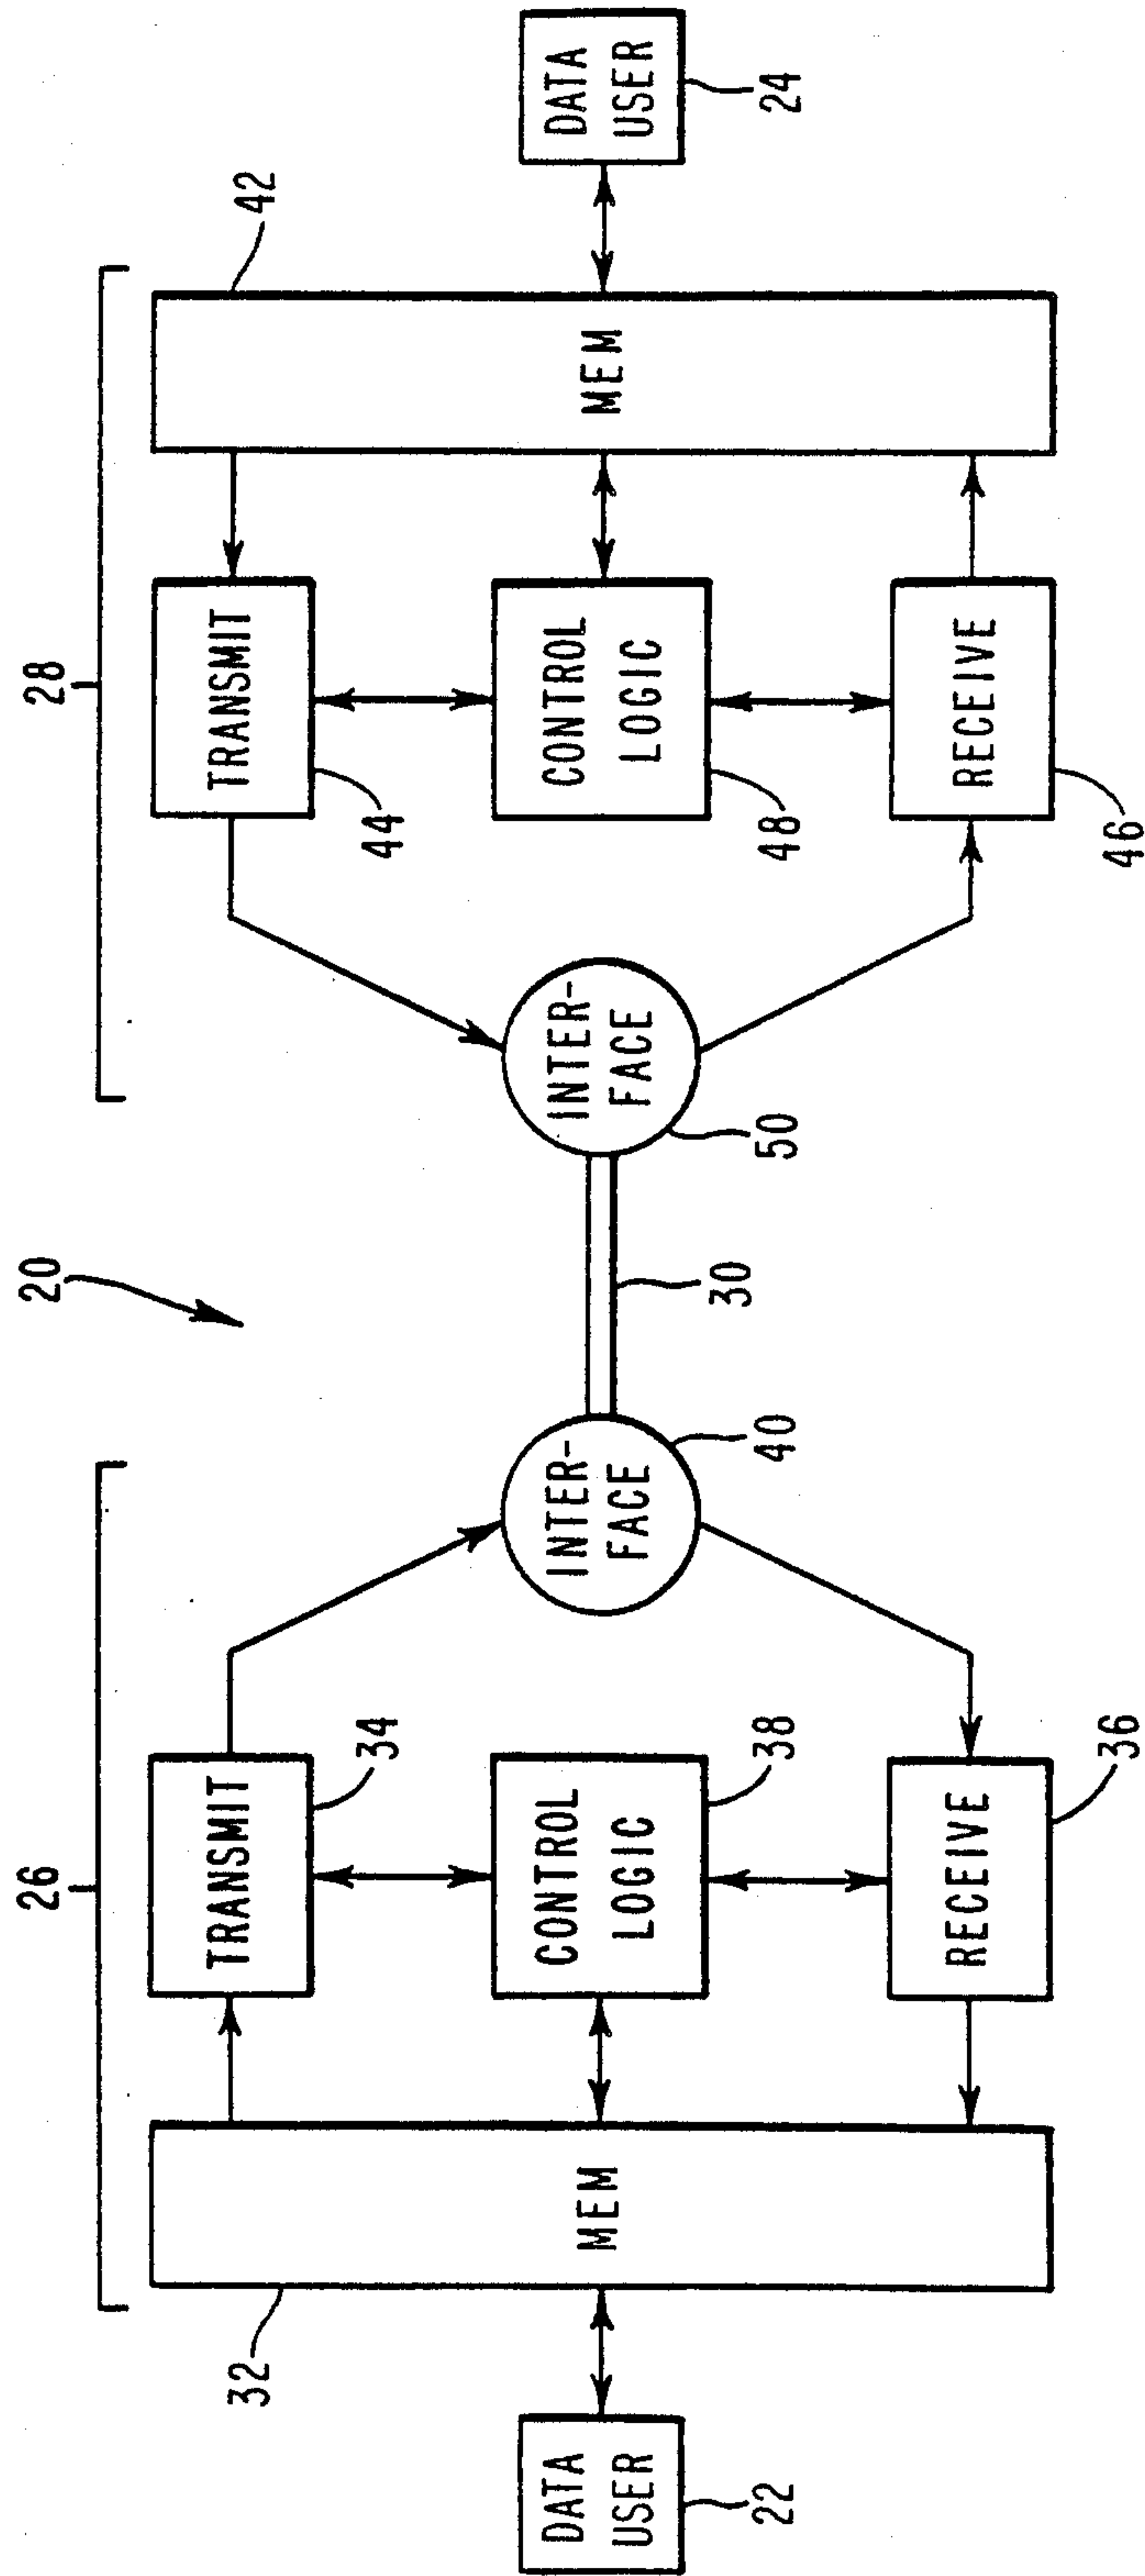 20
26
28
DATA
USER
22
32
MEM
TRANSMIT
34
CONTROL
LOGIC
38
RECEIVE
36
INTER-
FACE
40
30
INTER-
FACE
50
TRANSMIT
44
CONTROL
LOGIC
48
RECEIVE
46
MEM
42
DATA
USER
24